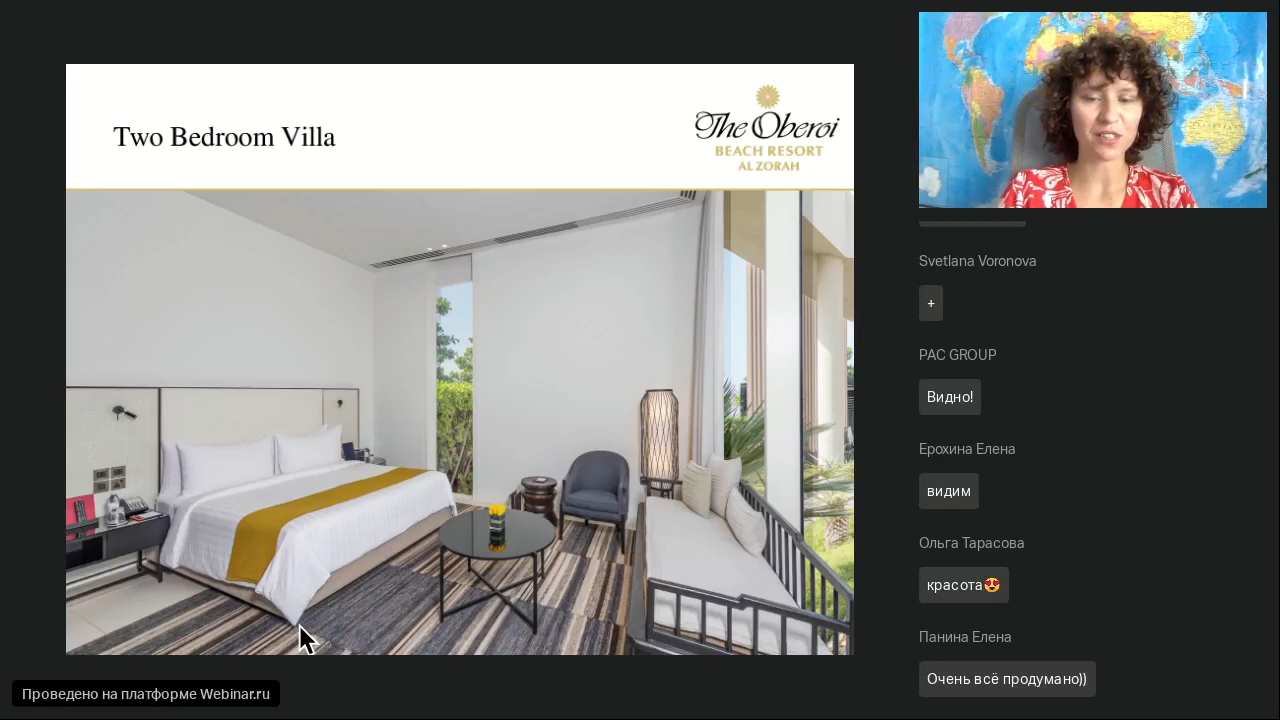 Two Bedroom Villa
The Oberoi
BEACH RESORT
AL ZORAH
Svetlana Voronova
+
PAC GROUP
Видно!
Ерохина Елена
видим
Ольга Тарасова
красота😍
Панина Елена
Очень всё продумано))
Проведено на платформе Webinar.ru